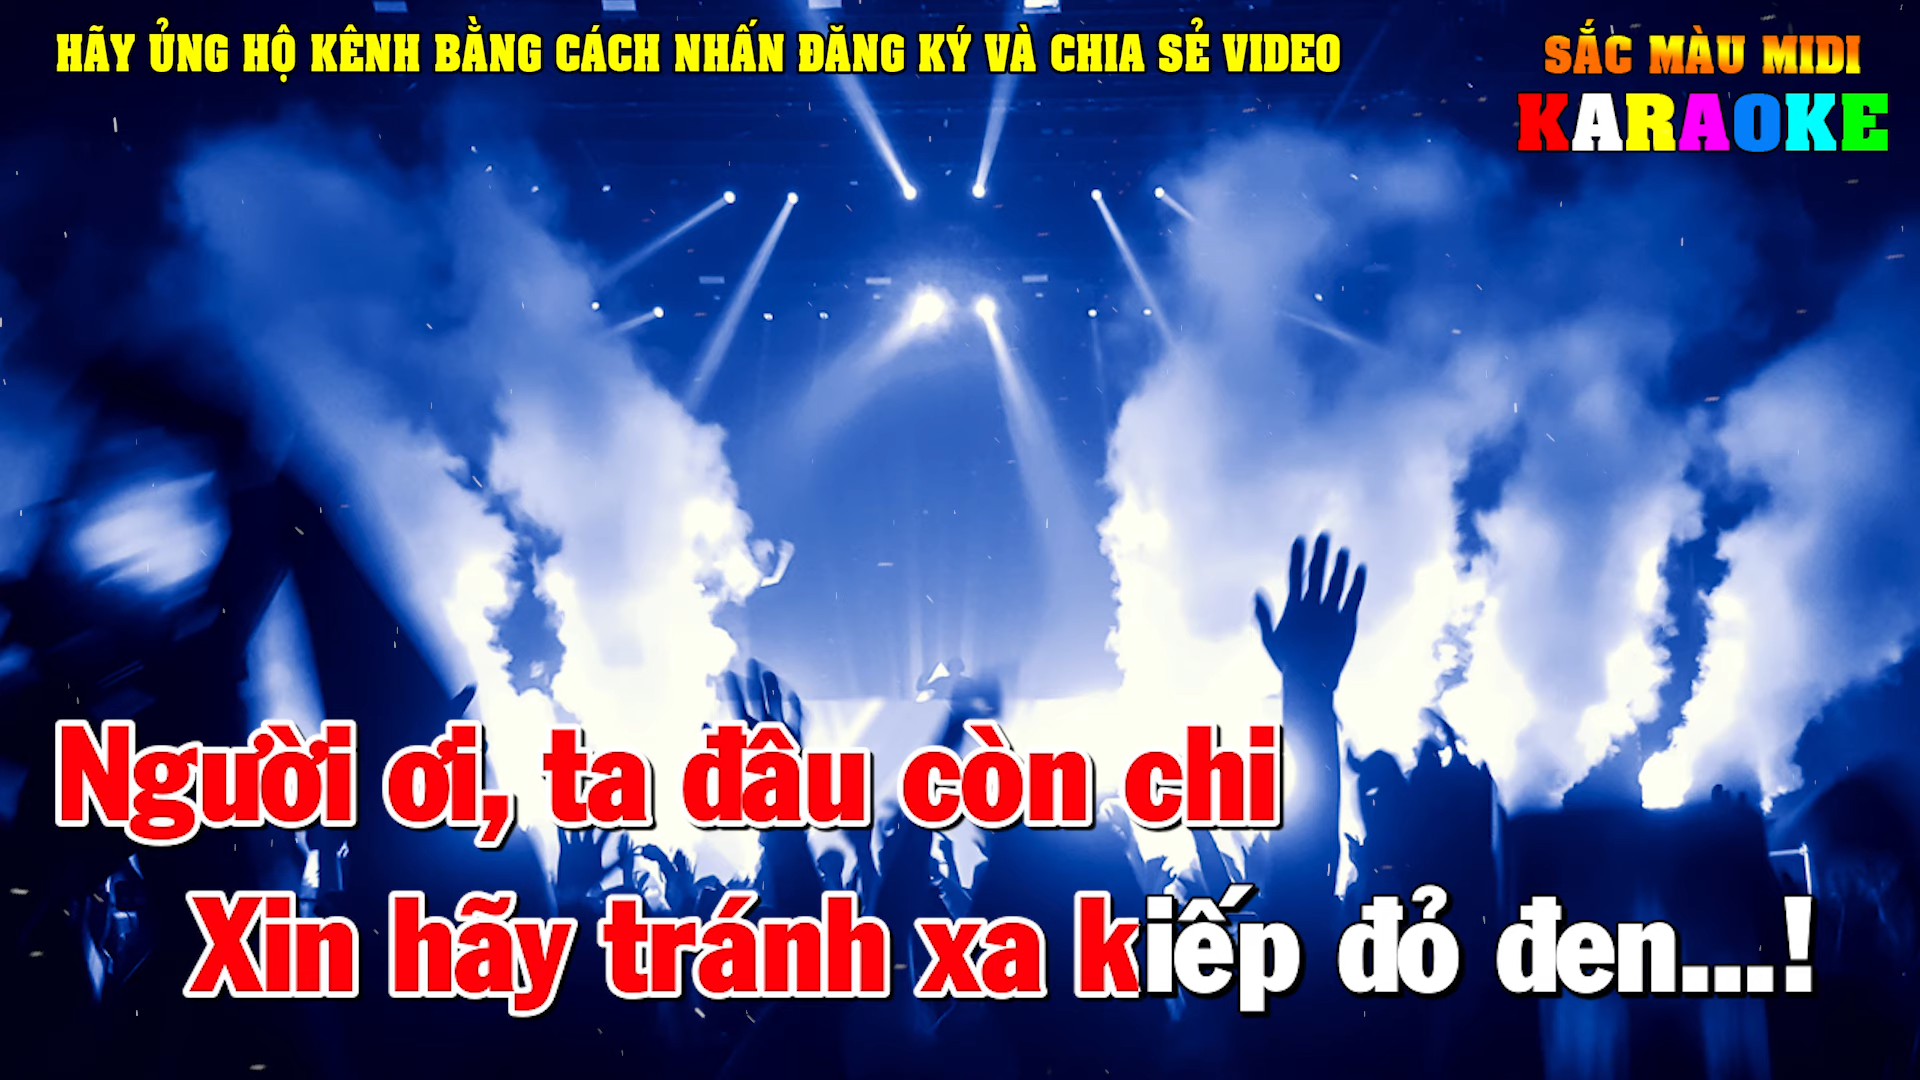 HÃY ỦNG HỘ KÊNH BẰNG CÁCH NHẤN ĐĂNG KÝ VÀ CHIA SẺ VIDEO
SẮC MÀU MIDI
KARAOKE
Người ơi, ta đâu còn chi
Xin hãy tránh xa kiếp đỏ đen...!